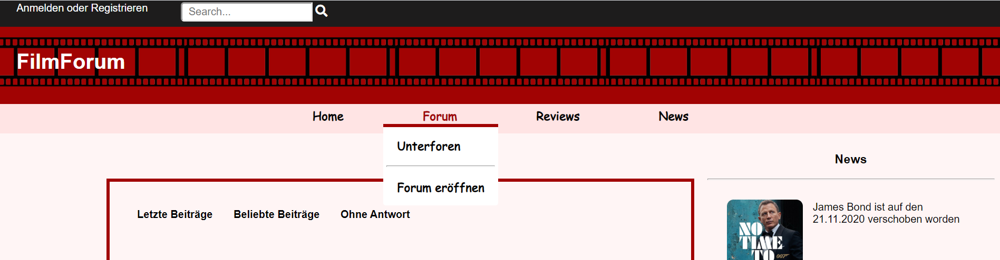 Anmelden oder Registrieren
Search...
FilmForum
Home
Forum
Reviews
News
Unterforen
Forum eröffnen
Letzte Beiträge
Beliebte Beiträge
Ohne Antwort
News
James Bond ist auf den
21.11.2020 verschoben worden
NO
TIME
TO
007